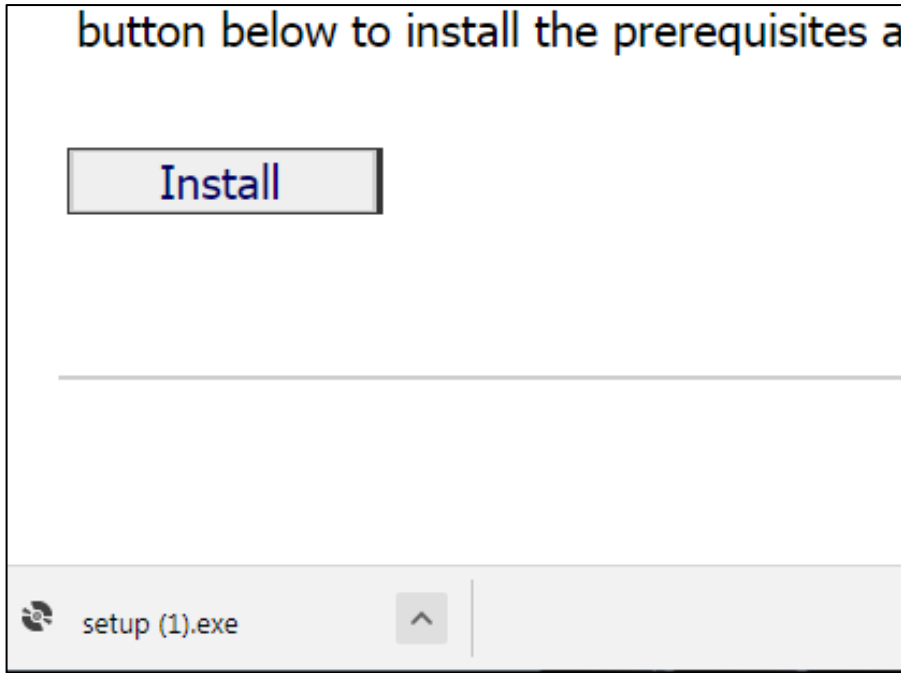 button below to install the prerequisites a
Install
setup (1).exe